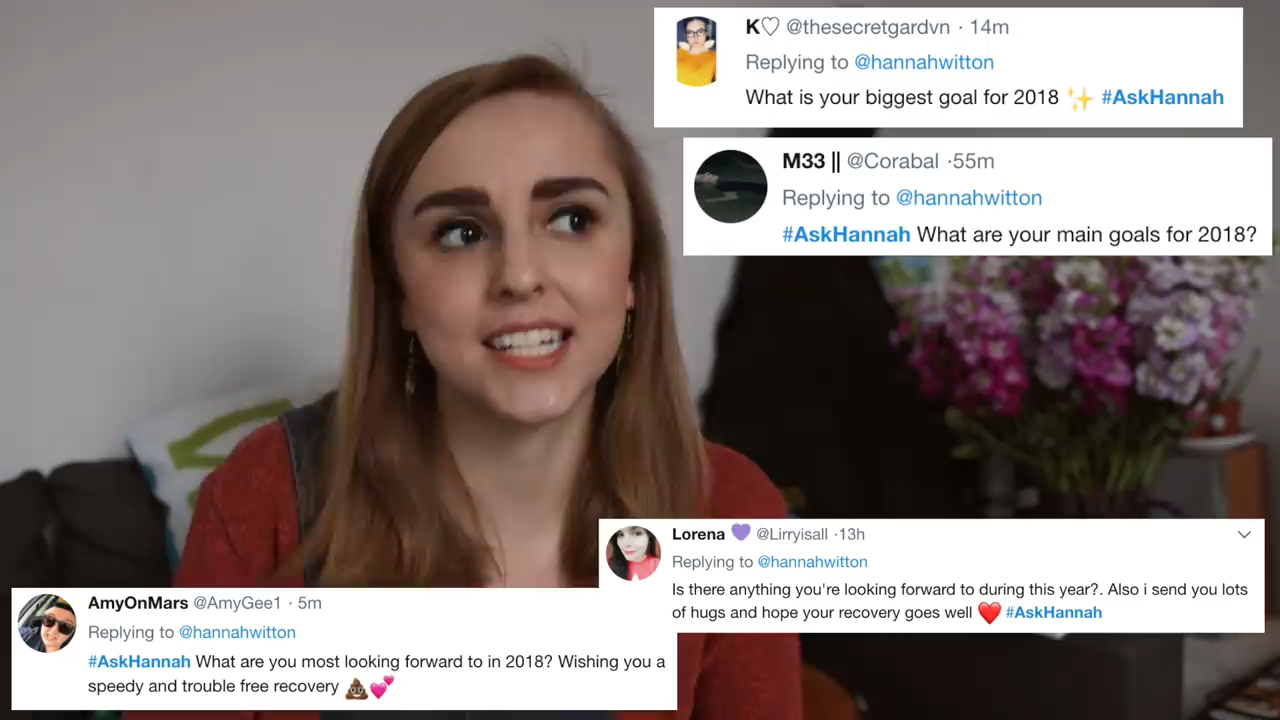 K♡ @thesecretgardvn · 14m
Replying to @hannahwitton
What is your biggest goal for 2018 ✨ #AskHannah
M33 || @Corabal ·55m
Replying to @hannahwitton
#AskHannah What are your main goals for 2018?
Lorena 💜 @Lirryisall ·13h
Replying to @hannahwitton
Is there anything you're looking forward to during this year?. Also i send you lots
of hugs and hope your recovery goes well ❤️ #AskHannah
AmyOnMars @AmyGee1 · 5m
Replying to @hannahwitton
#AskHannah What are you most looking forward to in 2018? Wishing you a
speedy and trouble free recovery 💩💕